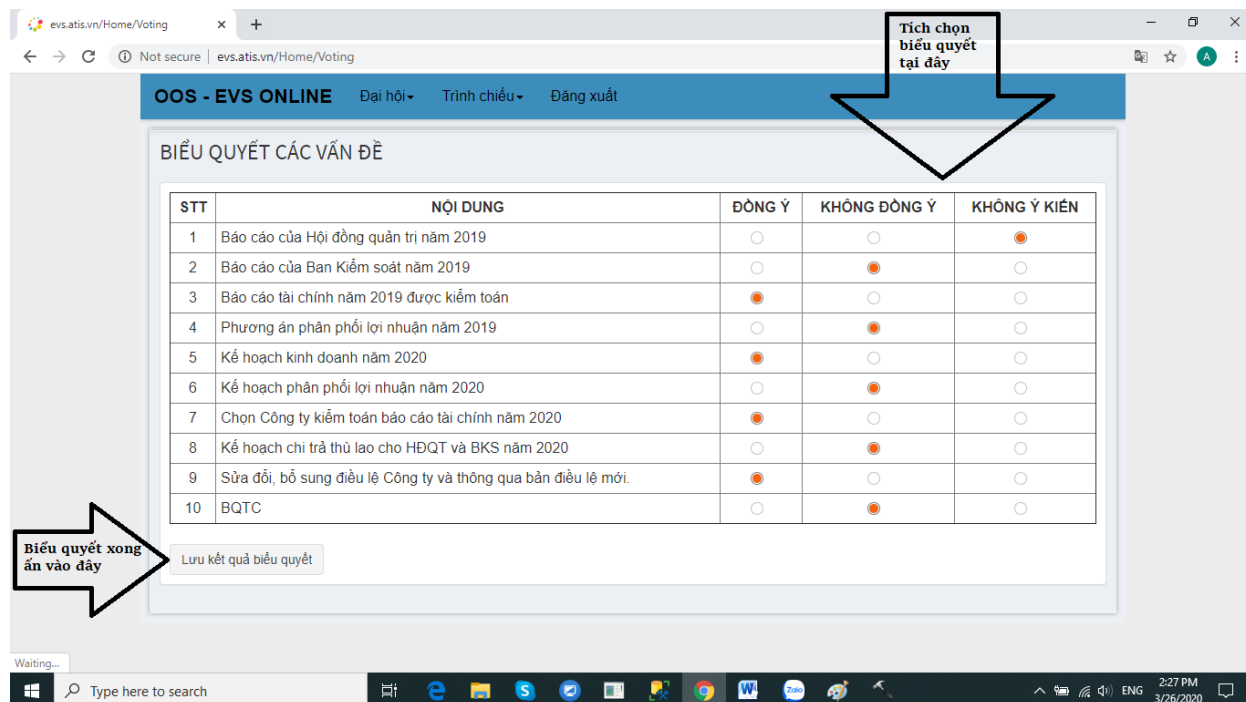 evs.atis.vn/Home/Voting
Not secure | evs.atis.vn/Home/Voting
A
Tích chọn
biểu quyết
tại đây
OOS - EVS ONLINE Đại hội Trình chiếu Đăng xuất
BIỂU QUYẾT CÁC VẤN ĐỀ
STT NỘI DUNG ĐỒNG Ý KHÔNG ĐỒNG Ý KHÔNG Ý KIẾN
1 Báo cáo của Hội đồng quản trị năm 2019
2 Báo cáo của Ban Kiểm soát năm 2019
3 Báo cáo tài chính năm 2019 được kiểm toán
4 Phương án phân phối lợi nhuận năm 2019
5 Kế hoạch kinh doanh năm 2020
6 Kế hoạch phân phối lợi nhuận năm 2020
7 Chọn Công ty kiểm toán báo cáo tài chính năm 2020
8 Kế hoạch chi trả thù lao cho HĐQT và BKS năm 2020
9 Sửa đổi, bổ sung điều lệ Công ty và thông qua bản điều lệ mới.
10 BQTC
Biểu quyết xong
ấn vào đây
Lưu kết quả biểu quyết
Waiting...
Type here to search
Zalo
ENG
2:27 PM
3/26/2020